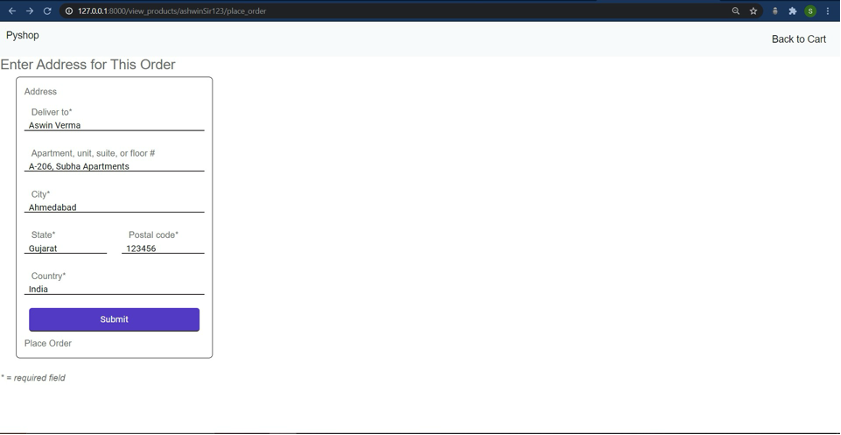 127.0.0.1:8000/view_products/ashwinSir123/place_order
S
Pyshop
Back to Cart
Enter Address for This Order
Address
Deliver to*
Aswin Verma
Apartment, unit, suite, or floor #
A-206, Subha Apartments
City*
Ahmedabad
State* Postal code*
Gujarat 123456
Country*
India
Submit
Place Order
* = required field